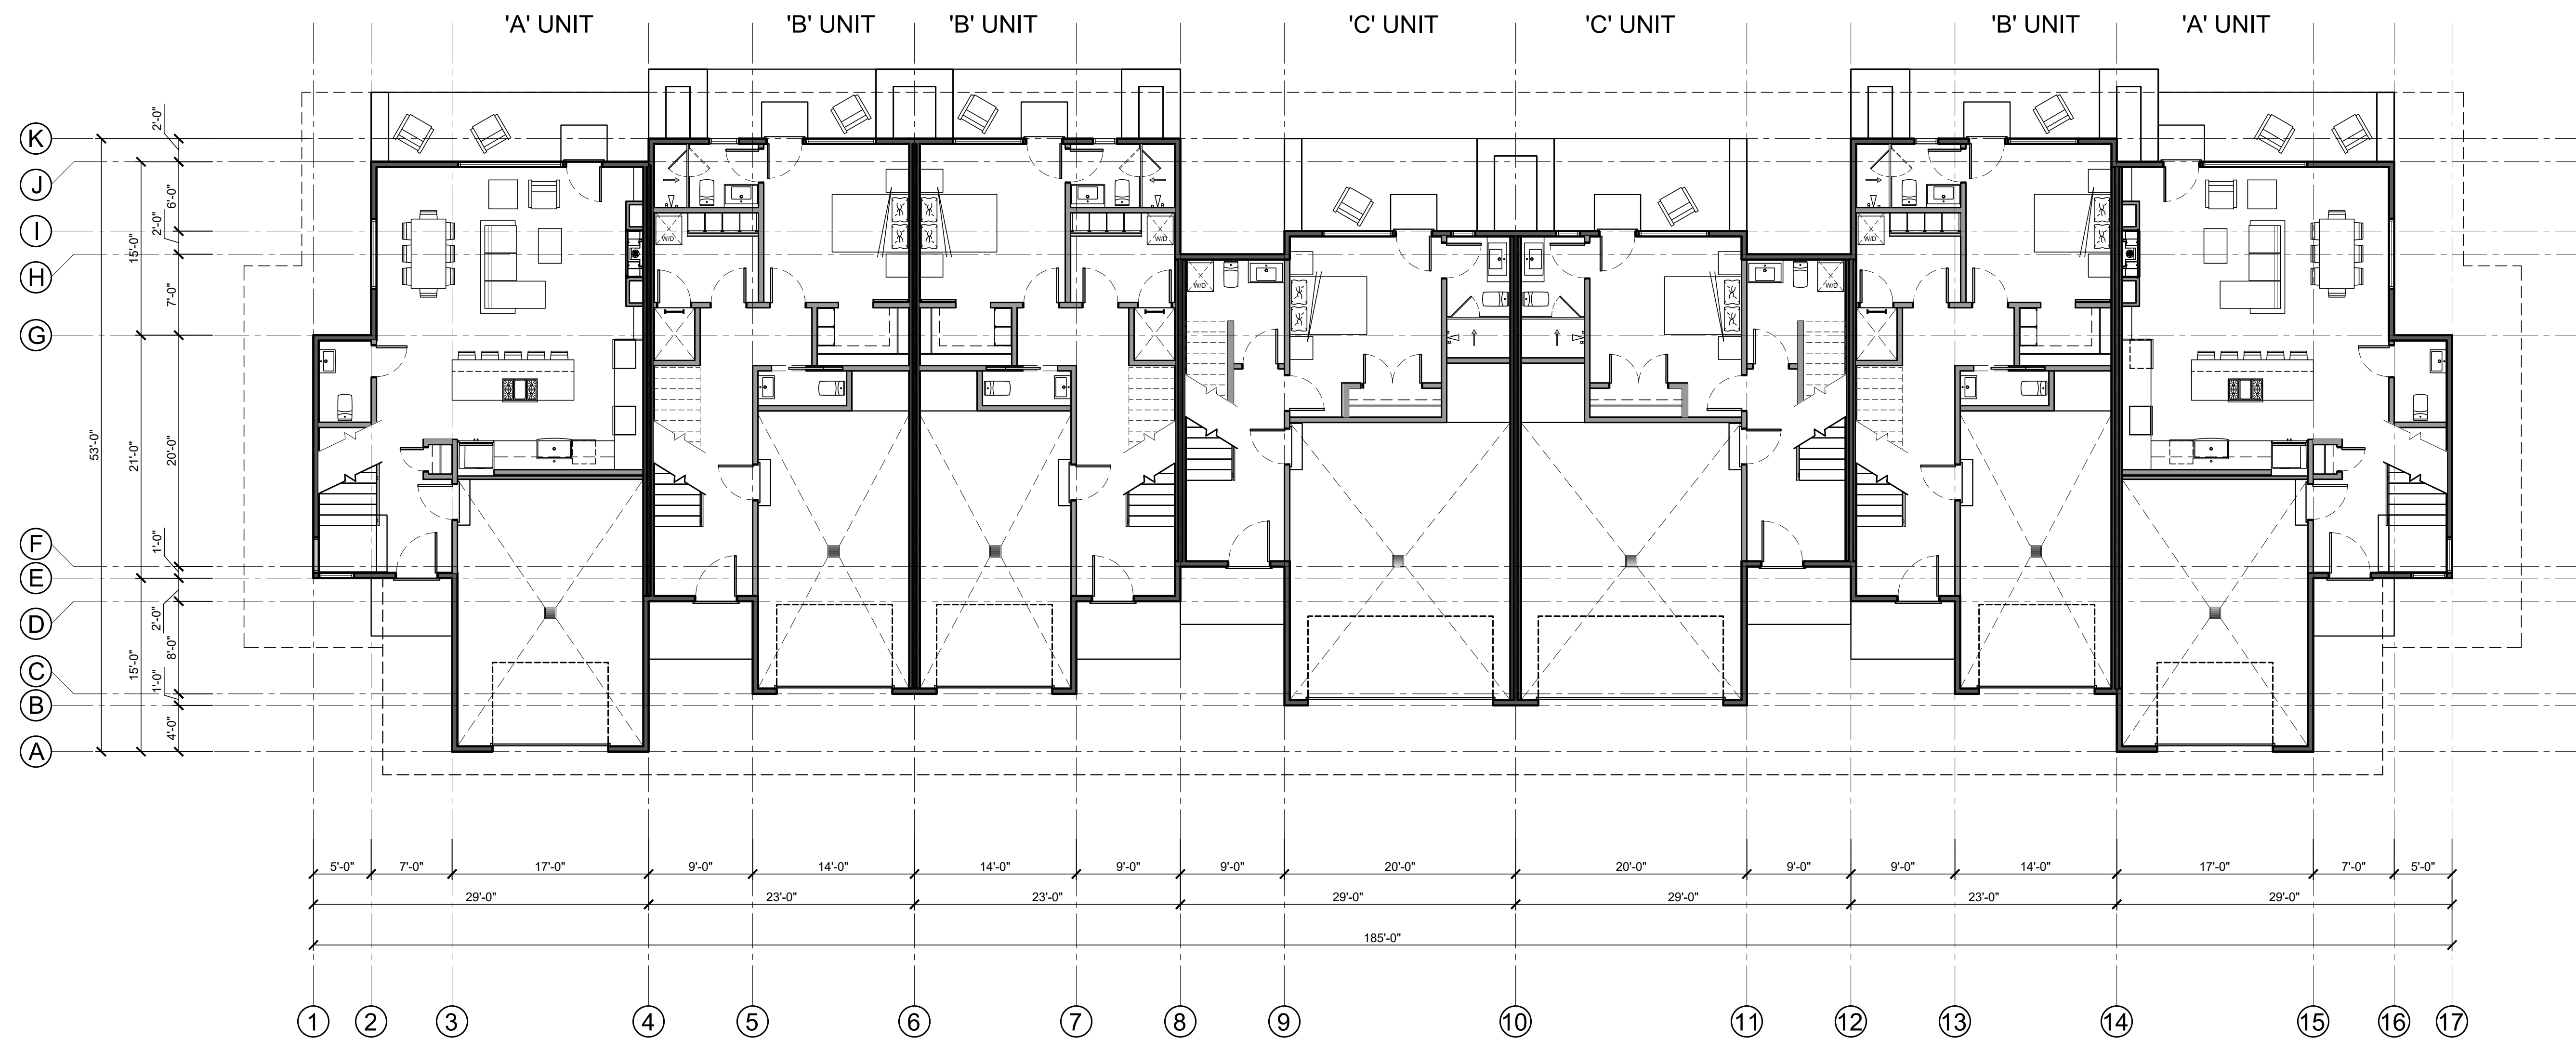 'A' UNIT 'B' UNIT 'B' UNIT 'C' UNIT 'C' UNIT 'B' UNIT 'A' UNIT
K
J
I
H
G
F
E
D
C
B
A
2'-0"
6'-0"
2'-0"
7'-0"
20'-0"
1'-0"
2'-0"
8'-0"
1'-0"
4'-0"
15'-0"
21'-0"
15'-0"
53'-0"
W/D W/D W/D
W/D W/D
5'-0" 7'-0" 17'-0" 9'-0" 14'-0" 14'-0" 9'-0" 9'-0" 20'-0" 20'-0" 9'-0" 9'-0" 14'-0" 17'-0" 7'-0" 5'-0"
29'-0" 23'-0" 23'-0" 29'-0" 29'-0" 23'-0" 29'-0"
185'-0"
1 2 3 4 5 6 7 8 9 10 11 12 13 14 15 16 17